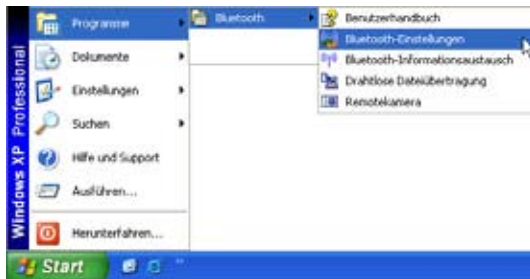 Windows XP Professional
Programme
Dokumente
Einstellungen
Suchen
Hilfe und Support
Ausführen...
Herunterfahren...
Bluetooth
Benutzerhandbuch
Bluetooth-Einstellungen
Bluetooth-Informationsaustausch
Drahtlose Dateiübertragung
Remotekamera
Start